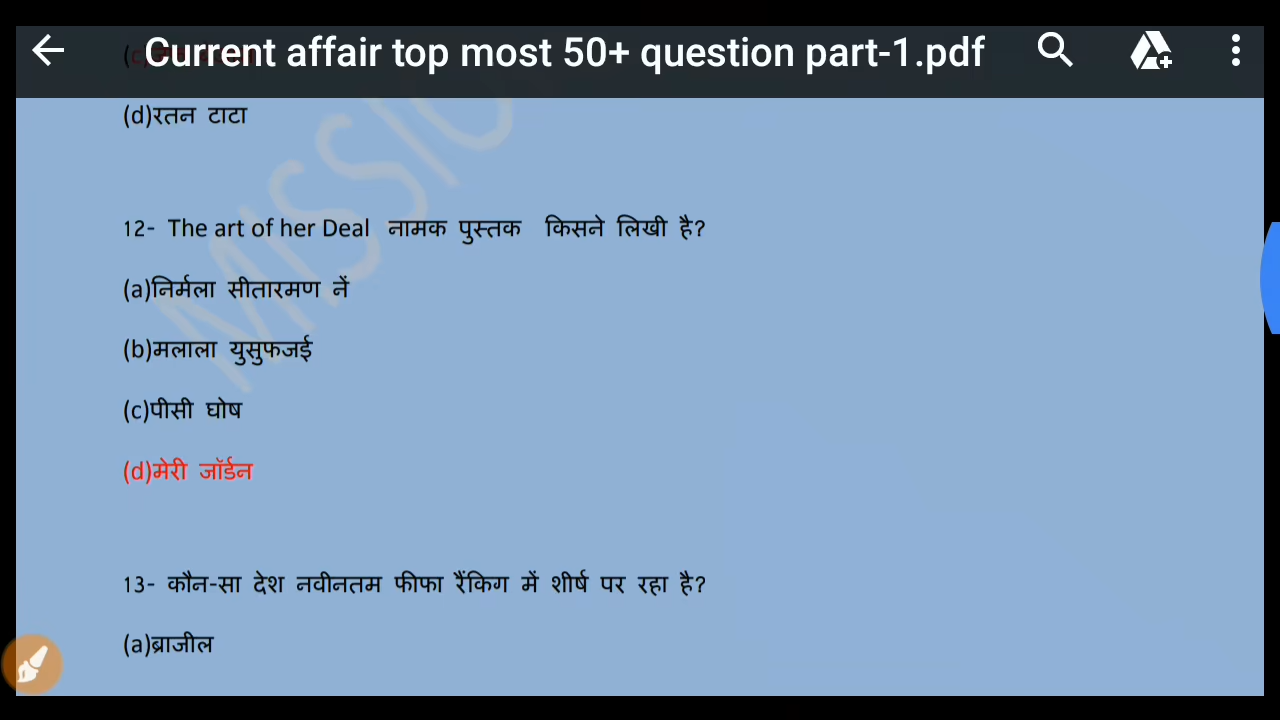 Current affair top most 50+ question part-1.pdf
(d)रतन टाटा
12- The art of her Deal नामक पुस्तक किसने लिखी है?
(a)निर्मला सीतारमण नें
(b)मलाला युसुफजई
(c)पीसी घोष
(d)मेरी जॉर्डन
13- कौन-सा देश नवीनतम फीफा रैंकिग में शीर्ष पर रहा है?
(a)ब्राजील